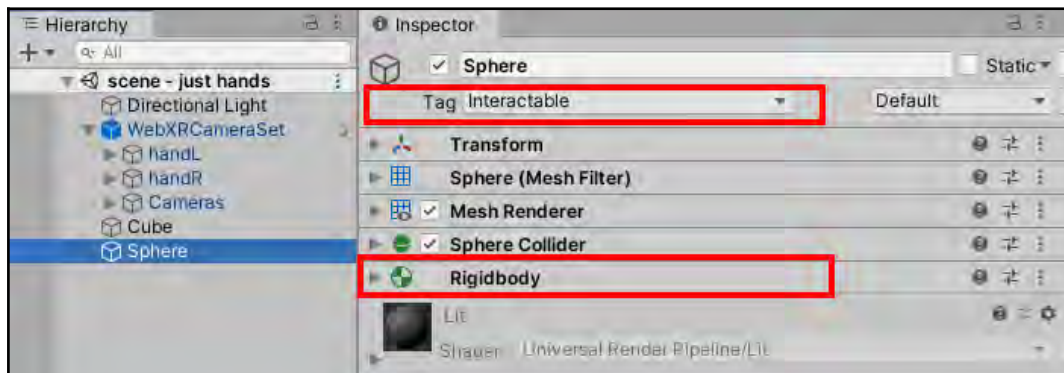 Hierarchy
All
scene - just hands
Directional Light
WebXRCameraSet
handL
handR
Cameras
Cube
Sphere
Inspector
Sphere
Static
Tag Interactable
Default
Transform
Sphere (Mesh Filter)
Mesh Renderer
Sphere Collider
Rigidbody
Lit
Shader Universal Render Pipeline/Lit